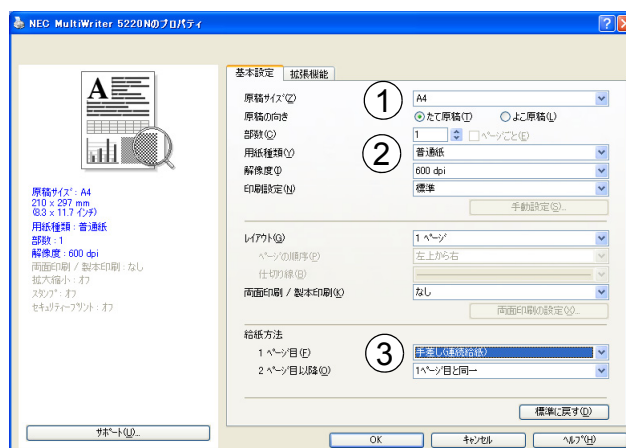 NEC MultiWriter 5220Nのプロパティ
基本設定 拡張機能
原稿サイズ(Z) ① A4
原稿の向き たて原稿(T) よこ原稿(L)
部数(C) 1 ページごと(E)
用紙種類(Y) ② 普通紙
解像度(I) 600 dpi
印刷設定(N) 標準
手動設定(S)...
レイアウト(G) 1 ページ
ページの順序(P) 左上から右
仕切り線(B)
両面印刷 / 製本印刷(K) なし
両面印刷の設定(X)...
給紙方法
1 ページ目(F) ③ 手差し(連続給紙)
2 ページ目以降(O) 1ページ目と同一
標準に戻す(D)
A
原稿サイズ : A4
210 x 297 mm
(8.3 x 11.7 インチ)
用紙種類 : 普通紙
部数 : 1
解像度 : 600 dpi
両面印刷 / 製本印刷 : なし
拡大縮小 : オフ
スタンプ : オフ
セキュリティープリント : オフ
サポート(U)...
OK キャンセル ヘルプ(H)